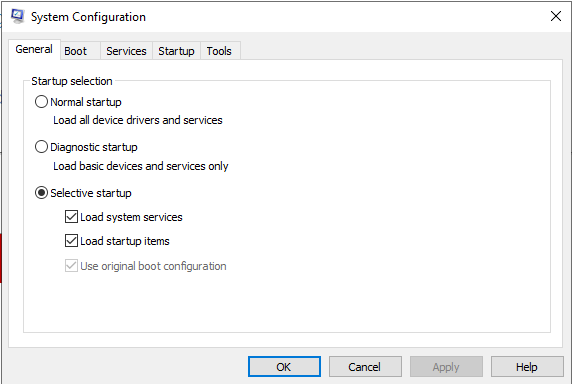 System Configuration
General Boot Services Startup Tools
Startup selection
Normal startup
Load all device drivers and services
Diagnostic startup
Load basic devices and services only
Selective startup
Load system services
Load startup items
Use original boot configuration
OK Cancel Apply Help